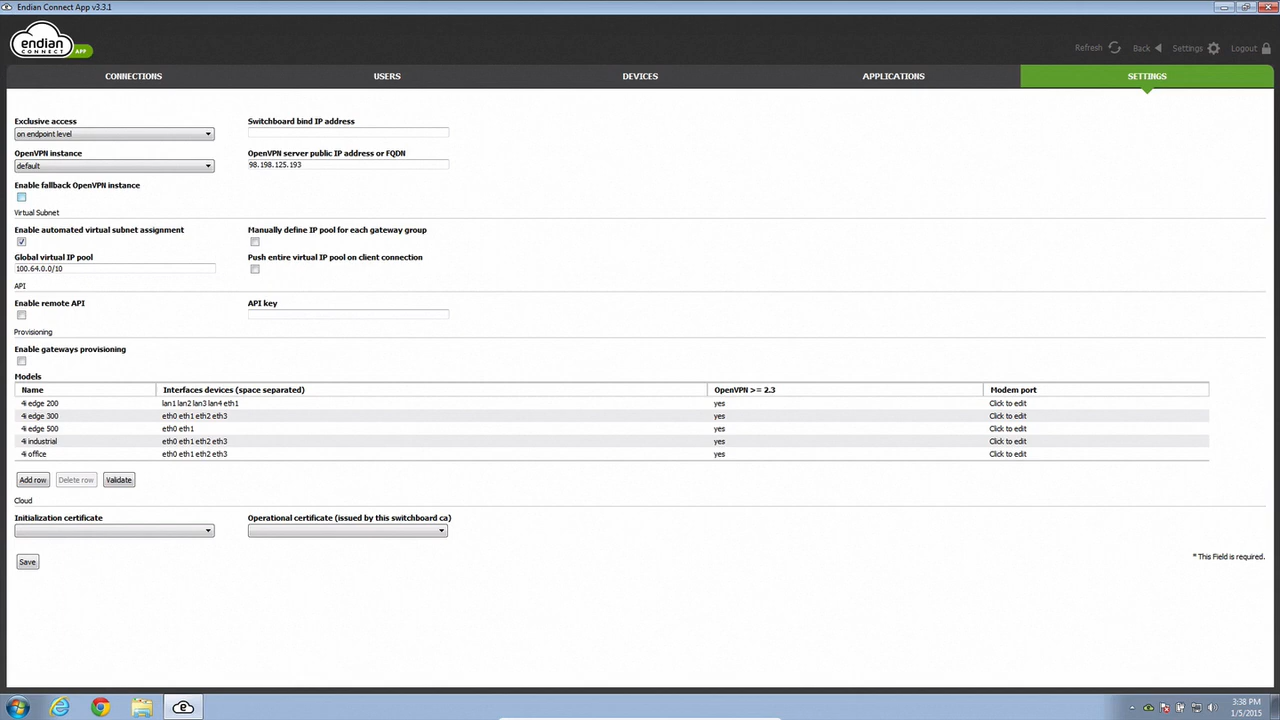 Endian Connect App v3.3.1
endian
CONNECT
APP
Refresh Back Settings Logout
CONNECTIONS USERS DEVICES APPLICATIONS SETTINGS
Exclusive access Switchboard bind IP address
on endpoint level
OpenVPN instance OpenVPN server public IP address or FQDN
default 98.198.125.193
Enable fallback OpenVPN instance
Virtual Subnet
Enable automated virtual subnet assignment Manually define IP pool for each gateway group
Global virtual IP pool Push entire virtual IP pool on client connection
100.64.0.0/10
API
Enable remote API API key
Provisioning
Enable gateways provisioning
Models
Name Interfaces devices (space separated) OpenVPN >= 2.3 Modem port
4i edge 200 lan1 lan2 lan3 lan4 eth1 yes Click to edit
4i edge 300 eth0 eth1 eth2 eth3 yes Click to edit
4i edge 500 eth0 eth1 yes Click to edit
4i industrial eth0 eth1 eth2 eth3 yes Click to edit
4i office eth0 eth1 eth2 eth3 yes Click to edit
Add row Delete row Validate
Cloud
Initialization certificate Operational certificate (issued by this switchboard ca)
Save
* This Field is required.
3:38 PM
1/5/2015